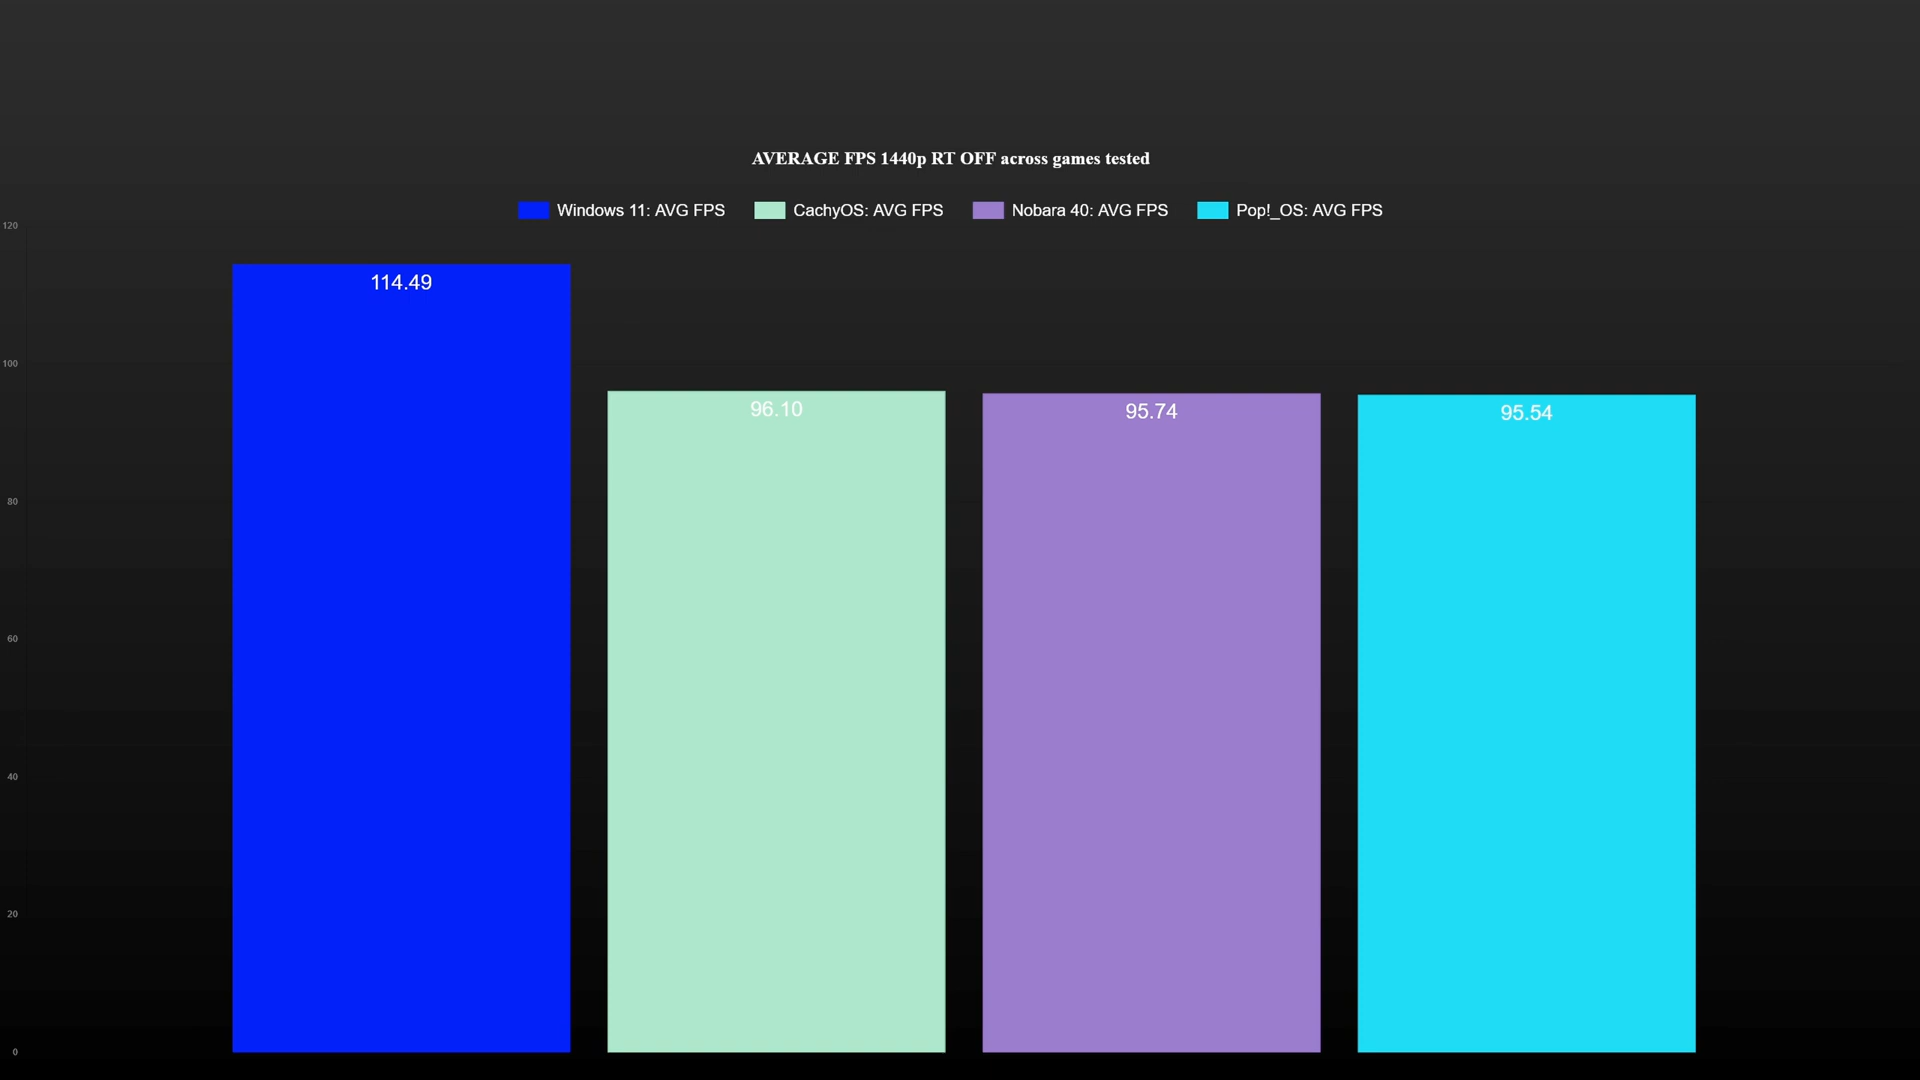 AVERAGE FPS 1440p RT OFF across games tested
Windows 11: AVG FPS CachyOS: AVG FPS Nobara 40: AVG FPS Pop!_OS: AVG FPS
120
114.49
100
96.10 95.74 95.54
80
60
40
20
0